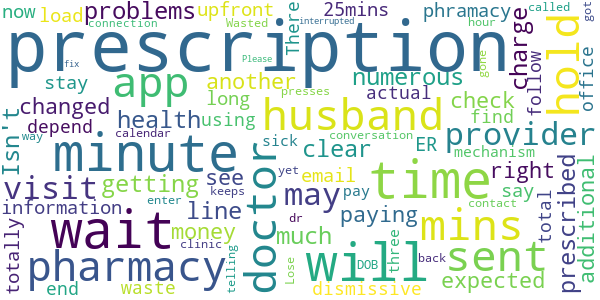 now load problems upfront 25mins There phramacy charge hold called got
connection Wasted
prescription
fix Please interrupted hour gone
app another numerous actual follow office
stay
changed long using husband check
Isn't depend health find provider
way calendar sick conversation ER mechanism
minute doctor clear right
visit getting see time say
information enter keeps yet email pay contact
wait line may paying mins total prescribed additional
money dr much three back
totally pharmacy clinic telling will sent
end waste Lose DOB expected
presses dismissive